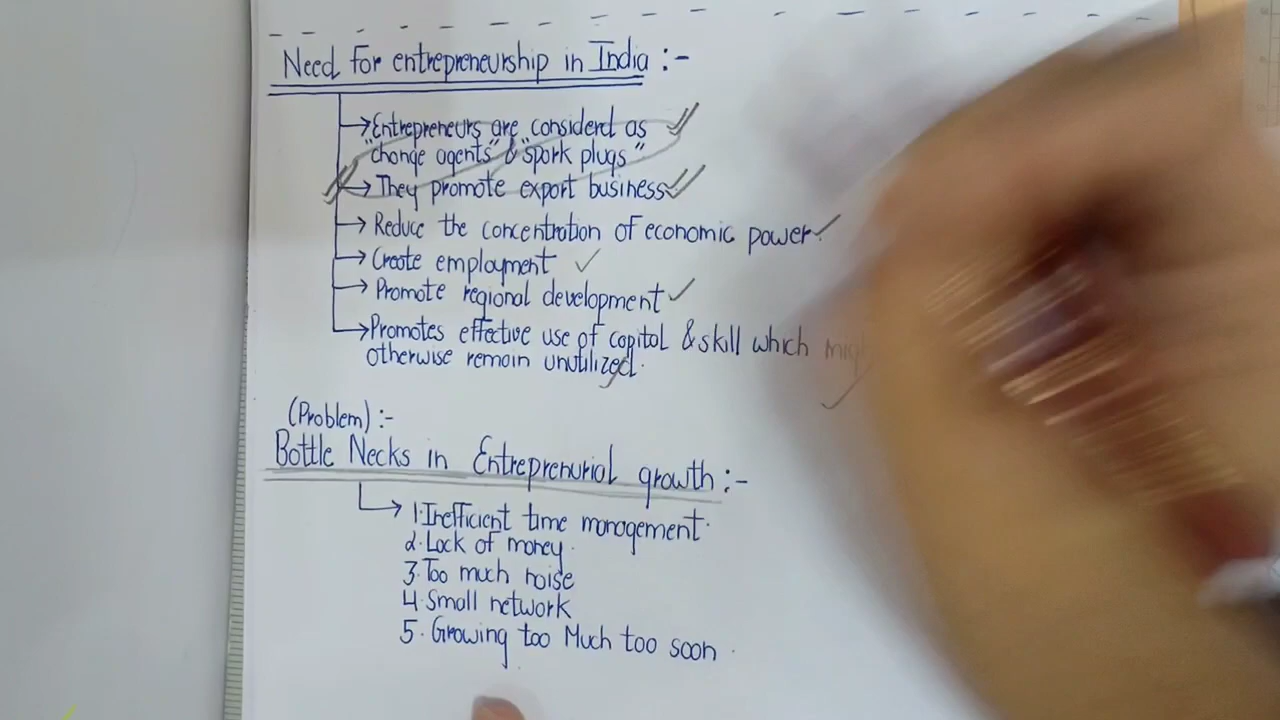 Need for entrepreneurship in India :-
Entrepreneurs are considerd as
"change agents" & "spork plugs"
They promote export business
Reduce the concentration of economic power
Create employment
Promote regional development
Promotes effective use of capital & skill which
otherwise remain unutilized.
(Problem) :-
Bottle Necks in Entreprenurial growth :-
1. Inefficient time management.
2. Lack of money.
3. Too much noise
4. Small network
5. Growing too Much too soon.